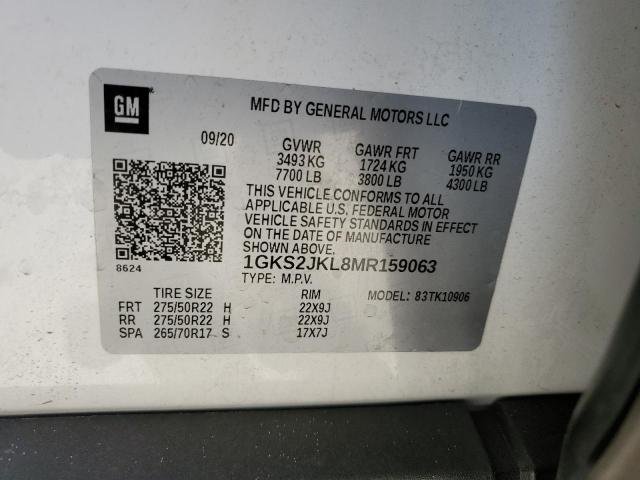 GM
MFD BY GENERAL MOTORS LLC
09/20 GVWR GAWR FRT GAWR RR
3493 KG 1724 KG 1950 KG
7700 LB 3800 LB 4300 LB
THIS VEHICLE CONFORMS TO ALL
APPLICABLE U.S. FEDERAL MOTOR
VEHICLE SAFETY STANDARDS IN EFFECT
ON THE DATE OF MANUFACTURE
SHOWN ABOVE.
8624
1GKS2JKL8MR159063
TYPE: M.P.V.
TIRE SIZE RIM MODEL: 83TK10906
FRT 275/50R22 H 22X9J
RR 275/50R22 H 22X9J
SPA 265/70R17 S 17X7J